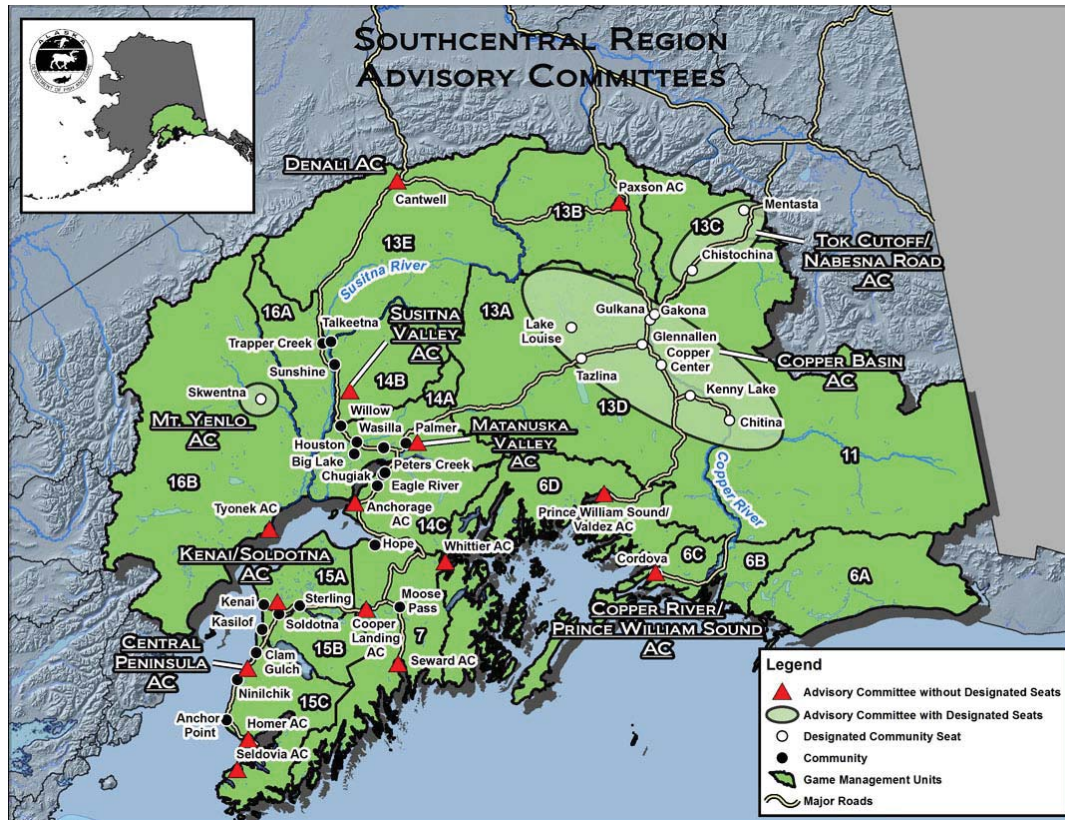 SOUTHCENTRAL REGION
ADVISORY COMMITTEES
ALASKA
DEPARTMENT OF FISH AND GAME
DENALI AC
Cantwell
Paxson AC
13B
13C
Mentasta
TOK CUTOFF/
NABESNA ROAD
AC
Chistochina
13E
Susitna River
16A
13A
Talkeetna
SUSITNA
VALLEY
AC
Trapper Creek
Sunshine
Lake
Louise
Gulkana
Gakona
Glennallen
Copper
Center
COPPER BASIN
AC
Tazlina
Kenny Lake
Chitina
13D
14B
14A
Skwentna
MT. YENLO
AC
Willow
Wasilla
Palmer
Houston
Big Lake
MATANUSKA
VALLEY
AC
Peters Creek
Chugiak
Eagle River
11
16B
6D
Copper River
Tyonek AC
Anchorage
AC
14C
Prince William Sound/
Valdez AC
KENAI/SOLDOTNA
AC
Hope
Whittier AC
Cordova
6C
6B
6A
15A
Kenai
Sterling
Moose
Pass
Kasilof
Soldotna
Cooper
Landing
AC
7
COPPER RIVER/
PRINCE WILLIAM SOUND
AC
CENTRAL
PENINSULA
AC
Clam
Gulch
15B
Seward AC
Ninilchik
15C
Anchor
Point
Homer AC
Seldovia AC
Legend
Advisory Committee without Designated Seats
Advisory Committee with Designated Seats
Designated Community Seat
Community
Game Management Units
Major Roads